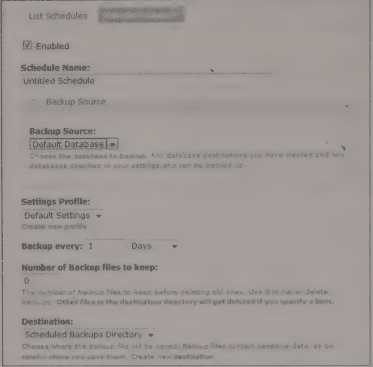 List Schedules
Enabled
Schedule Name:
Untitled Schedule
Backup Source
Backup Source:
Default Database
Choose the database to backup. Any database destinations you have created and any
databases specified in your settings.php can be backed up.
Settings Profile:
Default Settings
Create new profile
Backup every: 1 Days
Number of Backup files to keep:
0
The number of backup files to keep before deleting old ones. Use 0 to never delete
backups. Other files in the destination directory will get deleted if you specify a limit.
Destination:
Scheduled Backups Directory
Choose where the backup file will be saved. Backup files contain sensitive data, so be
careful where you save them. Create new destination